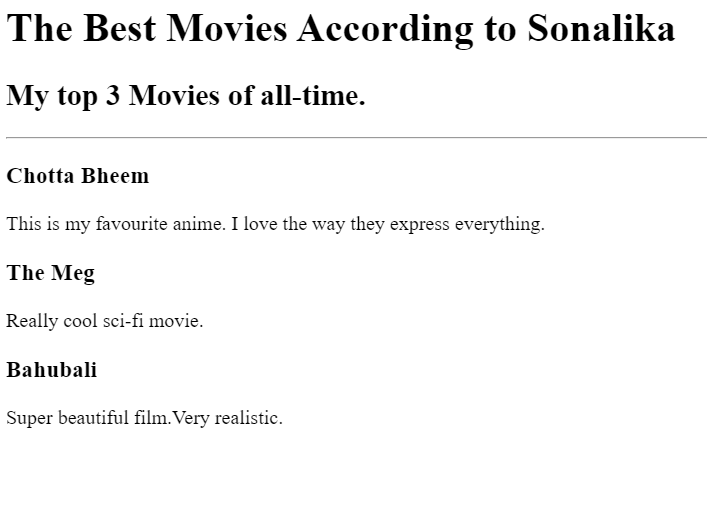 The Best Movies According to Sonalika
My top 3 Movies of all-time.
Chotta Bheem
This is my favourite anime. I love the way they express everything.
The Meg
Really cool sci-fi movie.
Bahubali
Super beautiful film.Very realistic.